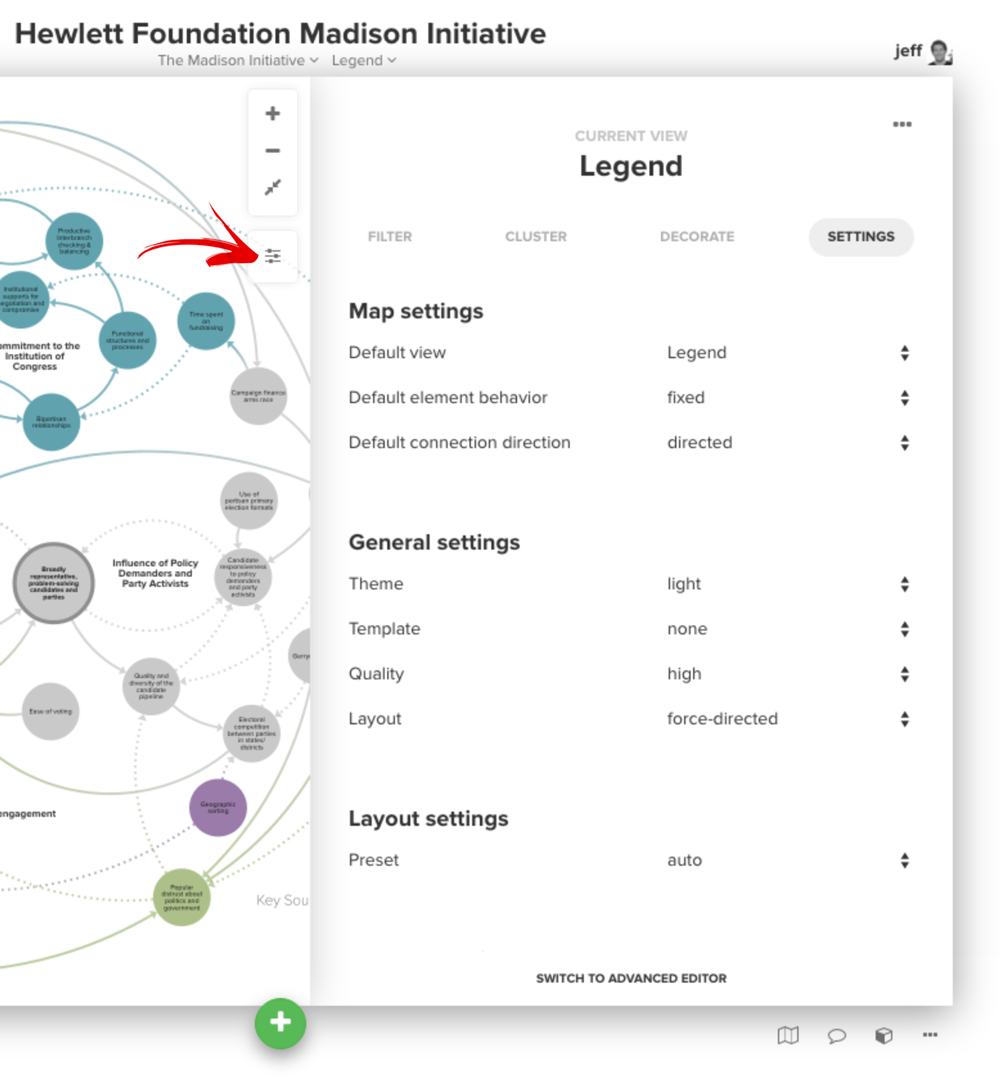 Hewlett Foundation Madison Initiative
The Madison Initiative
Legend
jeff
CURRENT VIEW
Legend
FILTER
CLUSTER
DECORATE
SETTINGS
Map settings
Default view
Legend
Default element behavior
fixed
Default connection direction
directed
General settings
Theme
light
Template
none
Quality
high
Layout
force-directed
Layout settings
Preset
auto
SWITCH TO ADVANCED EDITOR
Productive
interbranch
checking &
balancing
Institutional
supports for
negotiation and
compromise
Time spent
on
fundraising
Functional
structures and
processes
ommitment to the
Institution of
Congress
Bipartisan
relationships
Campaign finance
arms race
Use of
partisan primary
election formats
Broadly
representative,
problem-solving
candidates and
parties
Influence of Policy
Demanders and
Party Activists
Candidate
responsiveness
to policy
demanders
and party
activists
Gerry
Quality and
diversity of the
candidate
pipeline
Ease of voting
Electoral
competition
between parties
in states/
districts
Geographic
sorting
engagement
Popular
distrust about
politics and
government
Key Sou